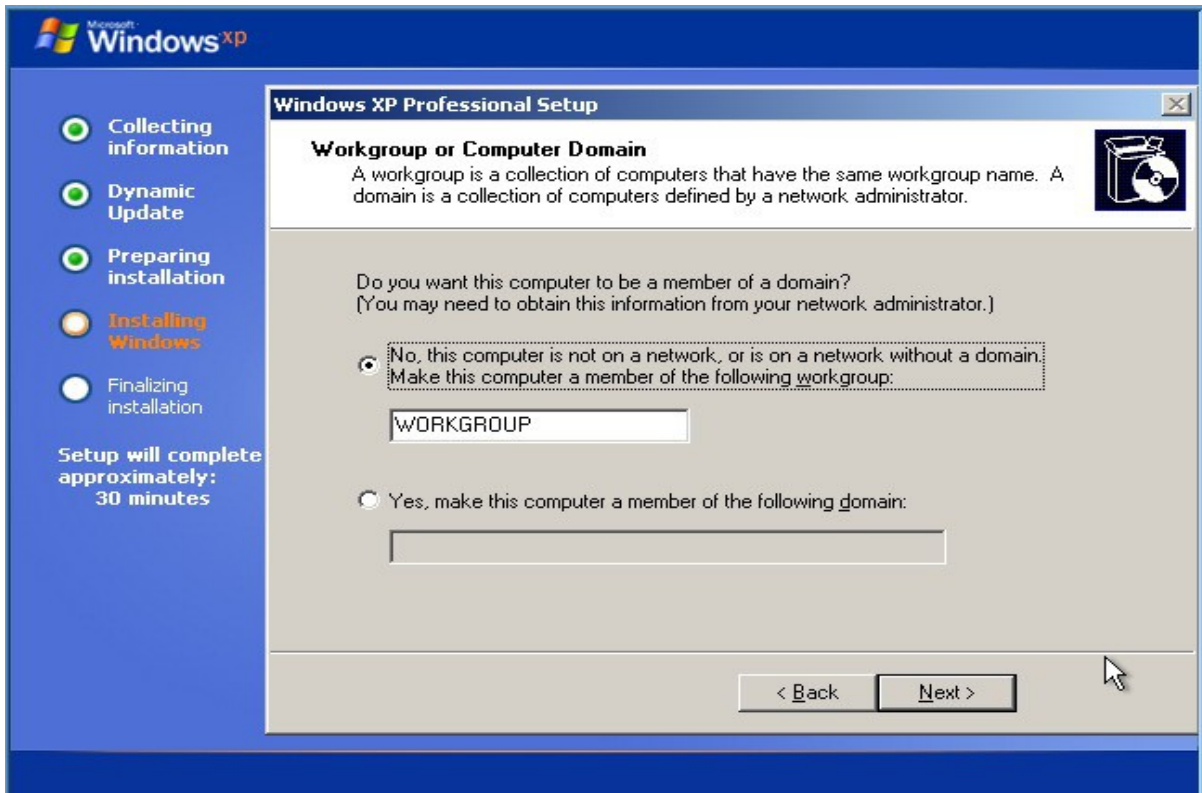 Microsoft
Windows xp
Collecting
information
Dynamic
Update
Preparing
installation
Installing
Windows
Finalizing
installation
Setup will complete
approximately:
30 minutes
Windows XP Professional Setup
Workgroup or Computer Domain
A workgroup is a collection of computers that have the same workgroup name. A
domain is a collection of computers defined by a network administrator.
Do you want this computer to be a member of a domain?
(You may need to obtain this information from your network administrator.)
No, this computer is not on a network, or is on a network without a domain.
Make this computer a member of the following workgroup:
WORKGROUP
Yes, make this computer a member of the following domain:
< Back
Next >